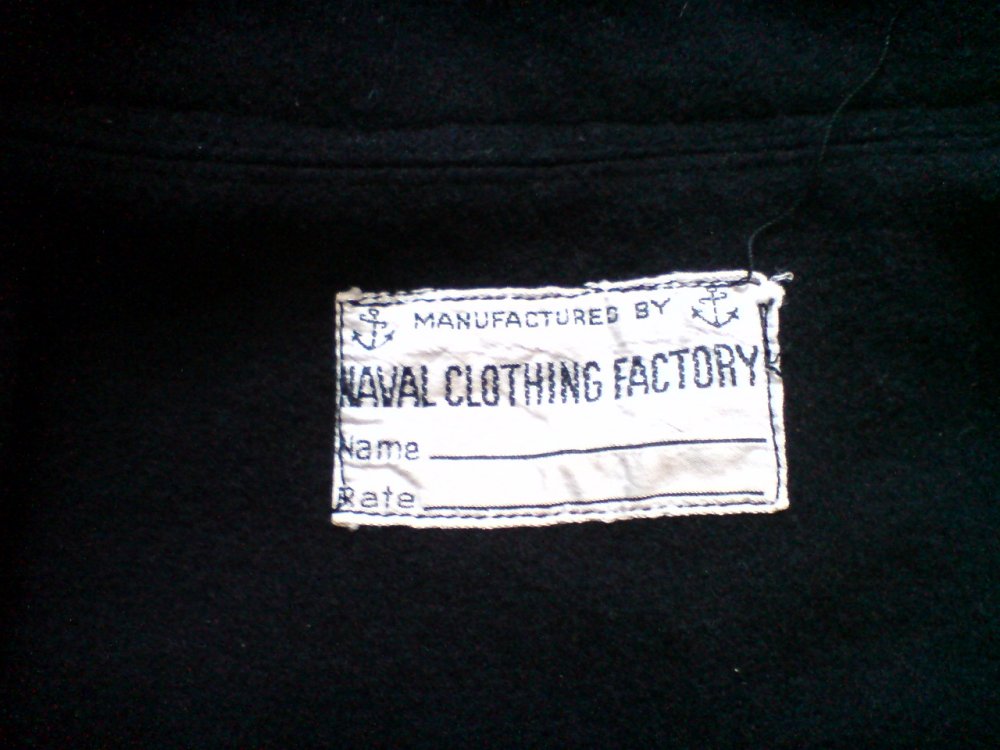 MANUFACTURED BY
NAVAL CLOTHING FACTORY
Name
Rate